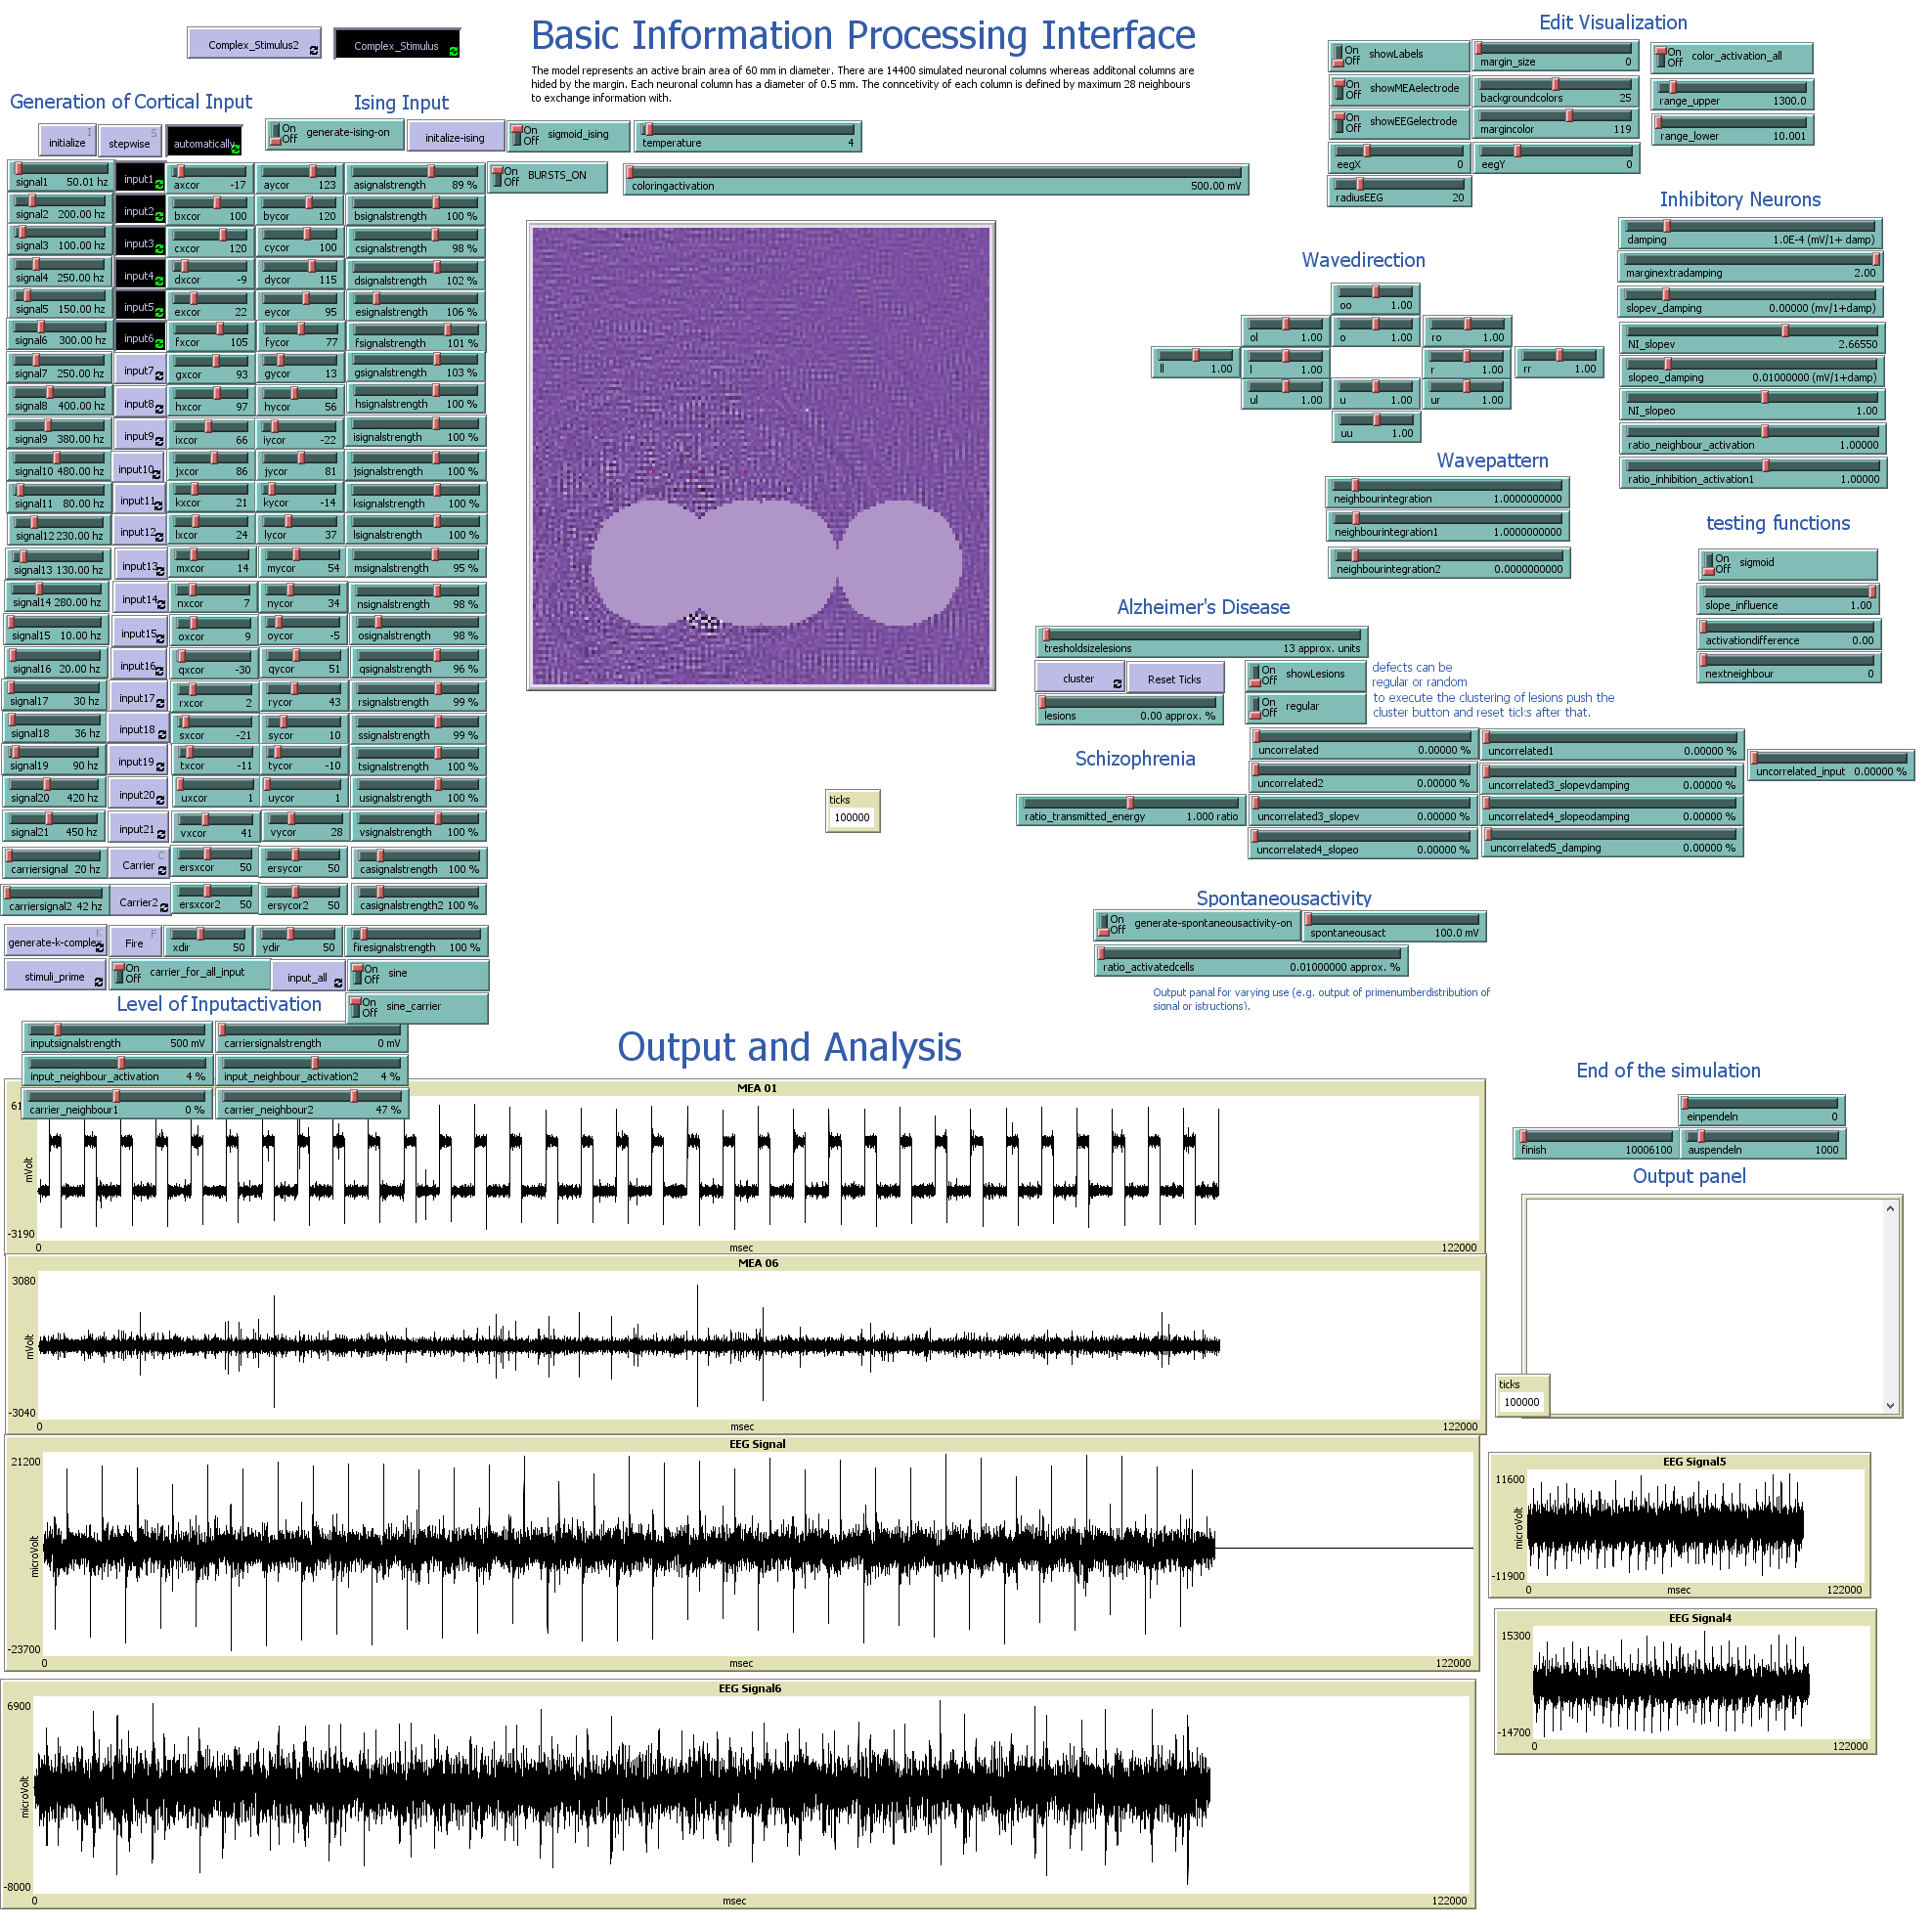 Complex_Stimulus2
Complex_Stimulus
Basic Information Processing Interface
The model represents an active brain area of 60 mm in diameter. There are 14400 simulated neuronal columns whereas additonal columns are
hided by the margin. Each neuronal column has a diameter of 0.5 mm. The conncetivity of each column is defined by maximum 28 neighbours
to exchange information with.
Edit Visualization
On Off showLabels
margin_size 0
On Off color_activation_all
On Off showMEAelectrode
backgroundcolors 25
range_upper 1300.0
On Off showEEGelectrode
margincolor 119
range_lower 10.001
eegX 0
eegY 0
radiusEEG 20
Generation of Cortical Input
Ising Input
I initialize
S stepwise
automatically
On Off generate-ising-on
initalize-ising
On Off sigmoid_ising
temperature 4
On Off BURSTS_ON
coloringactivation 500.00 mV
signal1 50.01 hz input1 axcor -17 aycor 123 asignalstrength 89 %
signal2 200.00 hz input2 bxcor 100 bycor 120 bsignalstrength 100 %
signal3 100.00 hz input3 cxcor 120 cycor 100 csignalstrength 98 %
signal4 250.00 hz input4 dxcor -9 dycor 115 dsignalstrength 102 %
signal5 150.00 hz input5 excor 22 eycor 95 esignalstrength 106 %
signal6 300.00 hz input6 fxcor 105 fycor 77 fsignalstrength 101 %
signal7 250.00 hz input7 gxcor 93 gycor 13 gsignalstrength 103 %
signal8 400.00 hz input8 hxcor 97 hycor 56 hsignalstrength 100 %
signal9 380.00 hz input9 ixcor 66 iycor -22 isignalstrength 100 %
signal10 480.00 hz input10 jxcor 86 jycor 81 jsignalstrength 100 %
signal11 80.00 hz input11 kxcor 21 kycor -14 ksignalstrength 100 %
signal12 230.00 hz input12 lxcor 24 lycor 37 lsignalstrength 100 %
signal13 130.00 hz input13 mxcor 14 mycor 54 msignalstrength 95 %
signal14 280.00 hz input14 nxcor 7 nycor 34 nsignalstrength 98 %
signal15 10.00 hz input15 oxcor 9 oycor -5 osignalstrength 98 %
signal16 20.00 hz input16 qxcor -30 qycor 51 qsignalstrength 96 %
signal17 30 hz input17 rxcor 2 rycor 43 rsignalstrength 99 %
signal18 36 hz input18 sxcor -21 sycor 10 ssignalstrength 99 %
signal19 90 hz input19 txcor -11 tycor -10 tsignalstrength 100 %
signal20 420 hz input20 uxcor 1 uycor 1 usignalstrength 100 %
signal21 450 hz input21 vxcor 41 vycor 28 vsignalstrength 100 %
carriersignal 20 hz C Carrier ersxcor 50 ersycor 50 casignalstrength 100 %
carriersignal2 42 hz Carrier2 ersxcor2 50 ersycor2 50 casignalstrength2 100 %
K generate-k-complex F Fire xdir 50 ydir 50 firesignalstrength 100 %
stimuli_prime On Off carrier_for_all_input input_all On Off sine
On Off sine_carrier
Level of Inputactivation
inputsignalstrength 500 mV
carriersignalstrength 0 mV
input_neighbour_activation 4 %
input_neighbour_activation2 4 %
carrier_neighbour1 0 %
carrier_neighbour2 47 %
Wavedirection
oo 1.00
ol 1.00 o 1.00 ro 1.00
ll 1.00 l 1.00 r 1.00 rr 1.00
ul 1.00 u 1.00 ur 1.00
uu 1.00
Inhibitory Neurons
damping 1.0E-4 (mV/1+ damp)
marginextradamping 2.00
slopev_damping 0.00000 (mv/1+damp)
NI_slopev 2.66550
slopeo_damping 0.01000000 (mV/1+damp)
NI_slopeo 1.00
ratio_neighbour_activation 1.00000
ratio_inhibition_activation1 1.00000
Wavepattern
neighbourintegration 1.0000000000
neighbourintegration1 1.0000000000
neighbourintegration2 0.0000000000
testing functions
On Off sigmoid
slope_influence 1.00
activationdifference 0.00
nextneighbour 0
Alzheimer's Disease
tresholdsizelesions 13 approx. units
cluster
Reset Ticks
On Off showLesions
lesions 0.00 approx. %
On Off regular
defects can be
regular or random
to execute the clustering of lesions push the
cluster button and reset ticks after that.
Schizophrenia
uncorrelated 0.00000 %
uncorrelated1 0.00000 %
uncorrelated_input 0.00000 %
uncorrelated2 0.00000 %
uncorrelated3_slopevdamping 0.00000 %
ratio_transmitted_energy 1.000 ratio
uncorrelated3_slopev 0.00000 %
uncorrelated4_slopeodamping 0.00000 %
uncorrelated4_slopeo 0.00000 %
uncorrelated5_damping 0.00000 %
ticks
100000
Spontaneousactivity
On Off generate-spontaneousactivity-on
spontaneousact 100.0 mV
ratio_activatedcells 0.01000000 approx. %
Output panal for varying use (e.g. output of primenumberdistribution of
signal or istructions).
Output and Analysis
MEA 01
mVolt
-3190
0 msec 122000
MEA 06
3080
mVolt
-3040
0 msec 122000
EEG Signal
21200
microVolt
-23700
0 msec 122000
EEG Signal6
6900
microVolt
-8000
0 msec 122000
End of the simulation
einpendeln 0
finish 10006100
auspendeln 1000
Output panel
ticks
100000
EEG Signal5
11600
microVolt
-11900
0 msec 122000
EEG Signal4
15300
-14700
0 122000